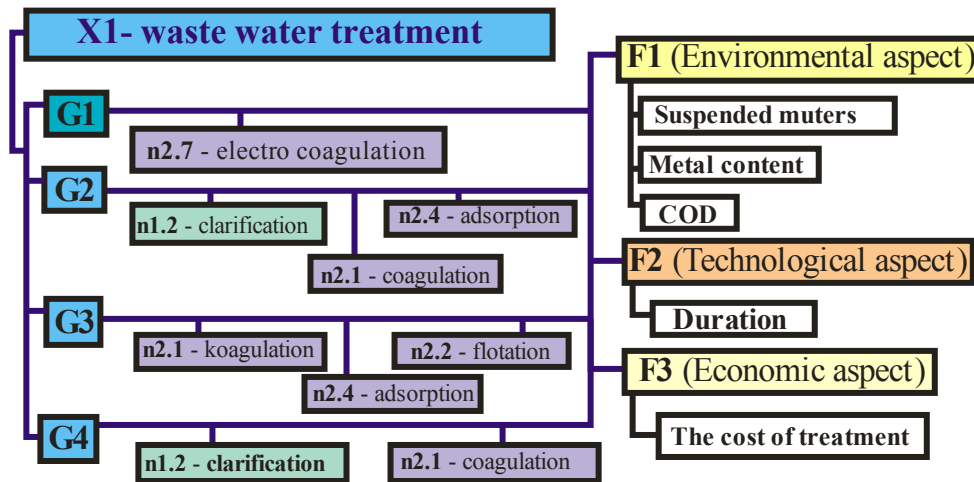 X1- waste water treatment
F1 (Environmental aspect)
Suspended muters
Metal content
COD
G1
n2.7 - electro coagulation
G2
n1.2 - clarification
n2.4 - adsorption
n2.1 - coagulation
F2 (Technological aspect)
Duration
G3
n2.1 - koagulation
n2.2 - flotation
n2.4 - adsorption
F3 (Economic aspect)
The cost of treatment
G4
n1.2 - clarification
n2.1 - coagulation